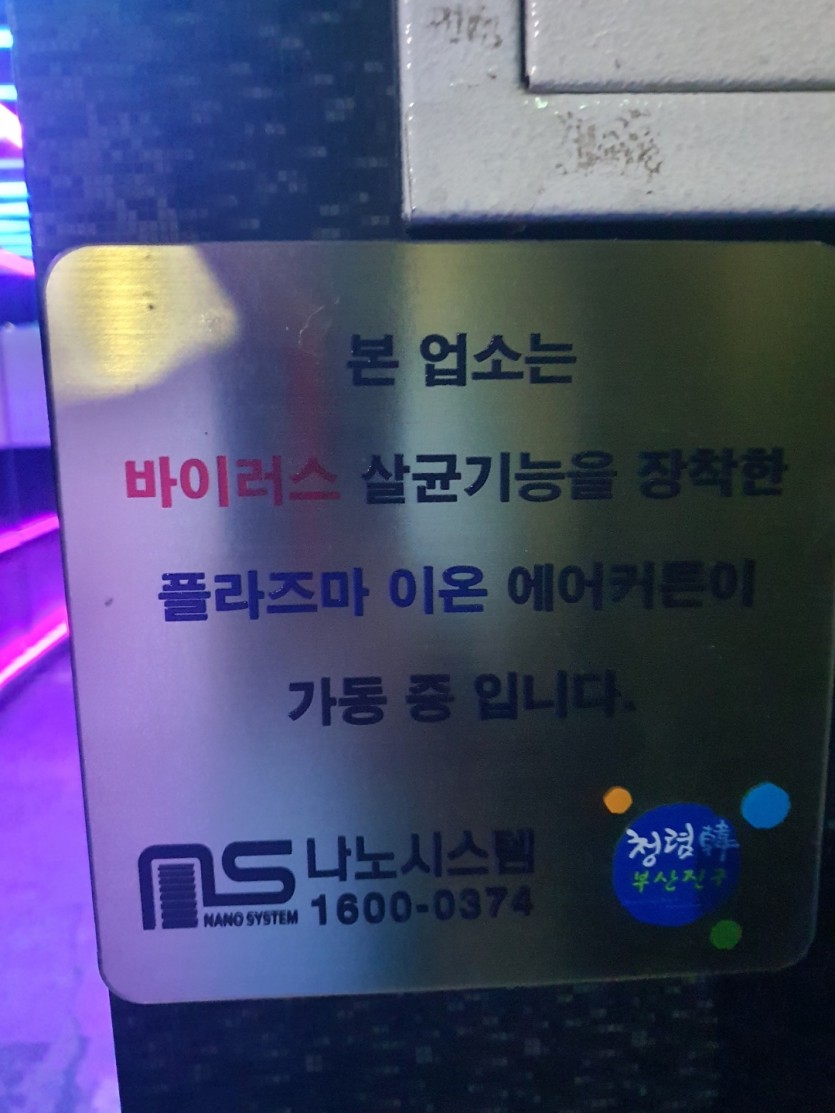 본 업소는
바이러스 살균기능을 장착한
플라즈마 이온 에어커튼이
가동 중 입니다.
나노시스템
NANO SYSTEM 1600-0374
청렴韓
부산진구